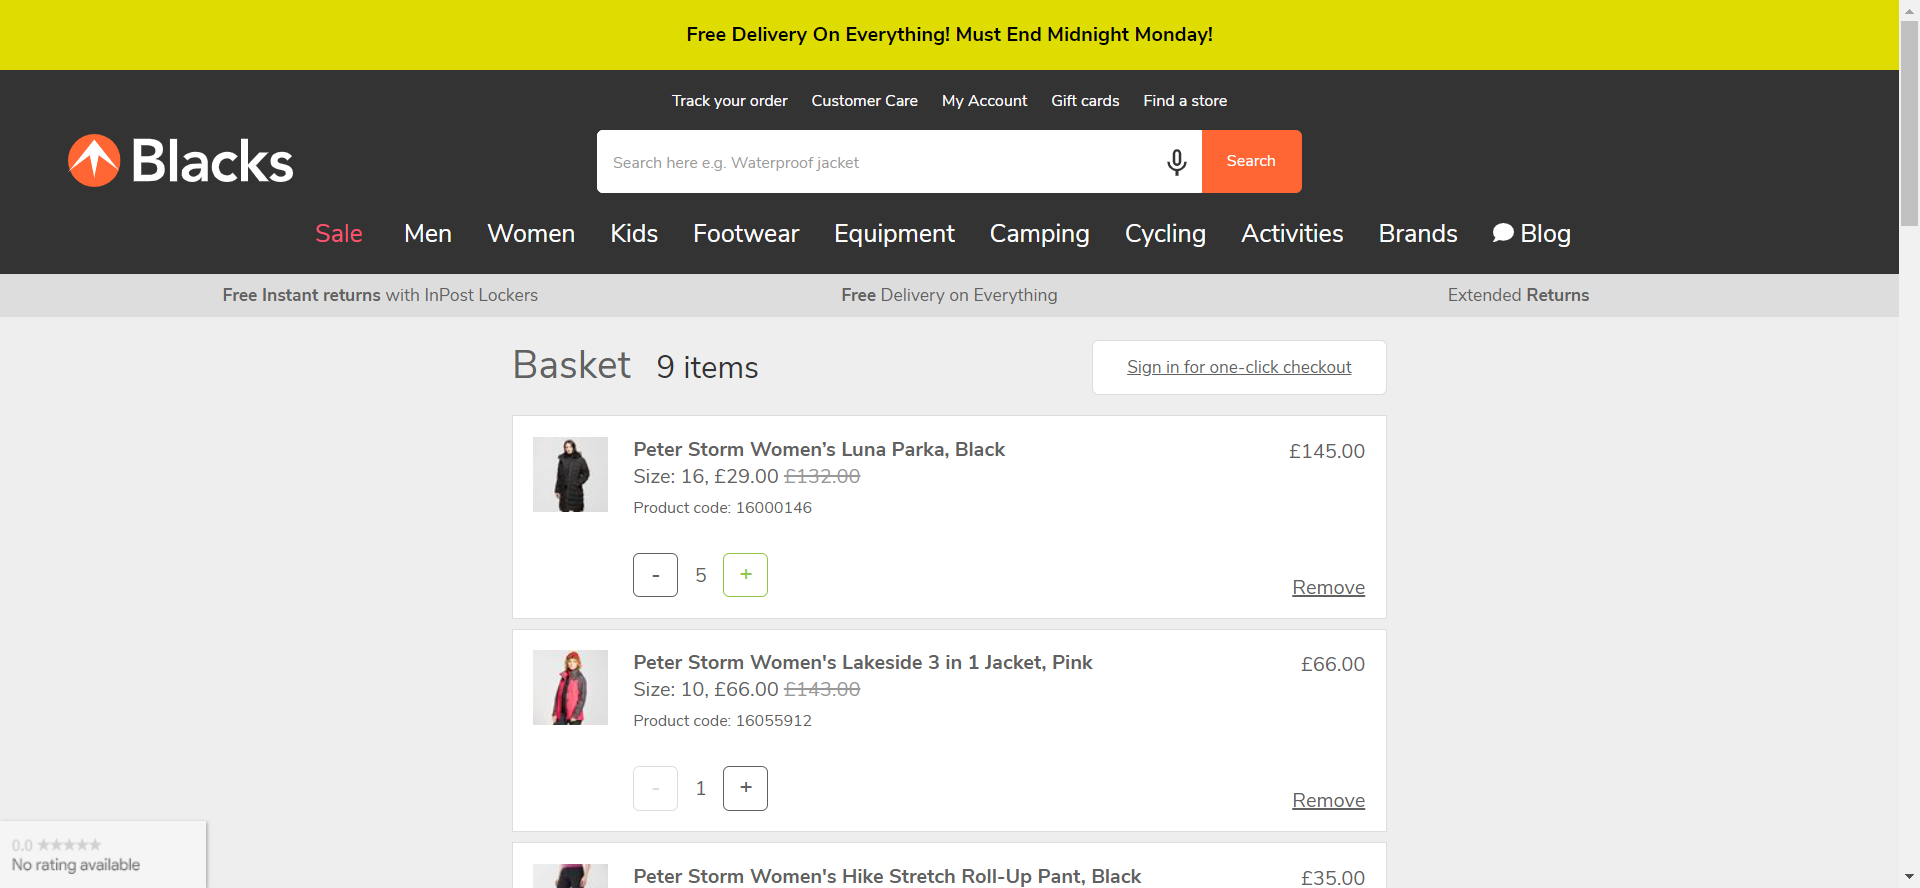 Free Delivery On Everything! Must End Midnight Monday!
Track your order Customer Care My Account Gift cards Find a store
Blacks
Search here e.g. Waterproof jacket
Search
Sale Men Women Kids Footwear Equipment Camping Cycling Activities Brands Blog
Free Instant returns with InPost Lockers
Free Delivery on Everything
Extended Returns
Basket 9 items
Sign in for one-click checkout
Peter Storm Women’s Luna Parka, Black
£145.00
Size: 16, £29.00 £132.00
Product code: 16000146
- 5 +
Remove
Peter Storm Women's Lakeside 3 in 1 Jacket, Pink
£66.00
Size: 10, £66.00 £143.00
Product code: 16055912
- 1 +
Remove
0.0 ★★★★★
No rating available
Peter Storm Women's Hike Stretch Roll-Up Pant, Black
£35.00